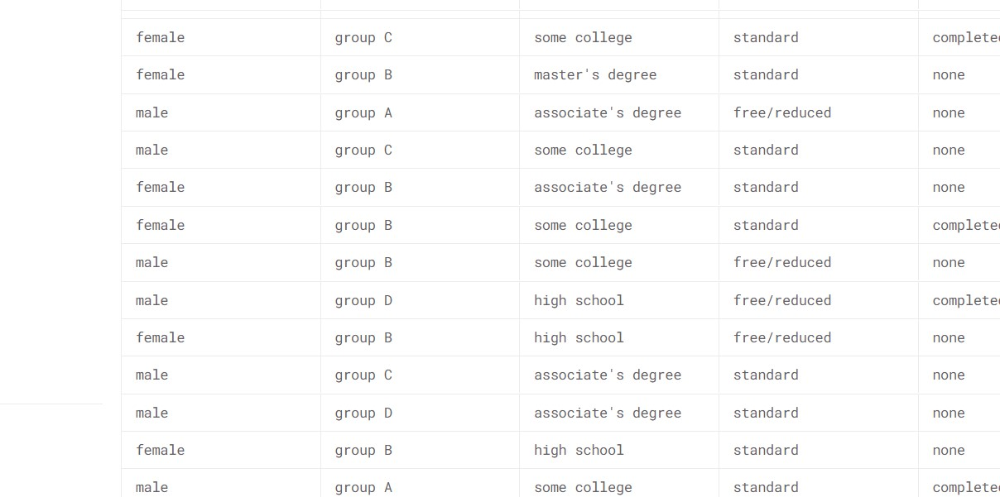 female group C some college standard complete
female group B master's degree standard none
male group A associate's degree free/reduced none
male group C some college standard none
female group B associate's degree standard none
female group B some college standard complete
male group B some college free/reduced none
male group D high school free/reduced complete
female group B high school free/reduced none
male group C associate's degree standard none
male group D associate's degree standard none
female group B high school standard none
male group A some college standard complete